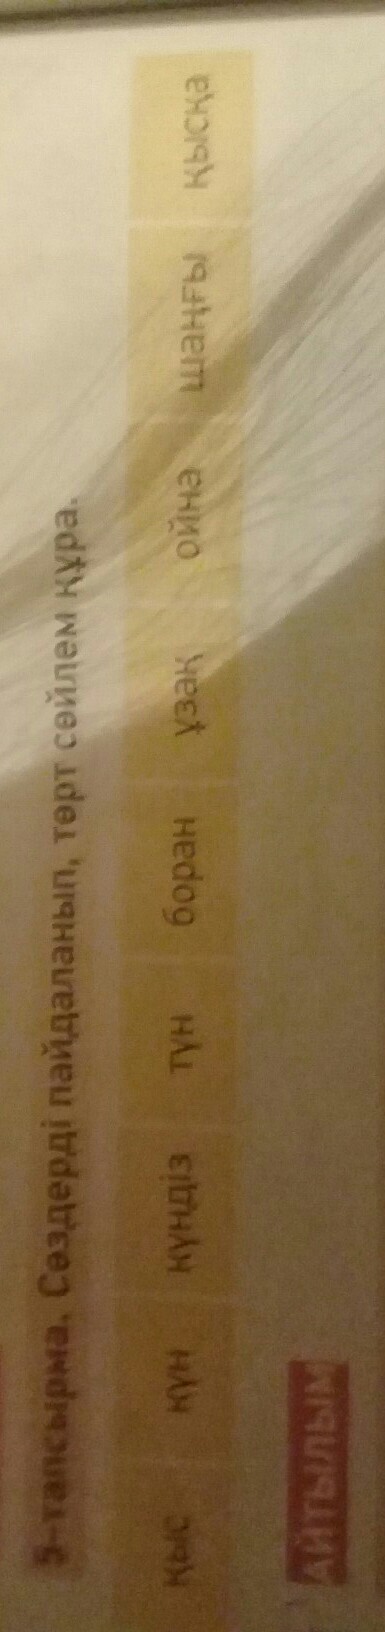 5-тапсырма. Сөздерді пайдаланып, төрт сөйлем құра.
қыс күн күндіз түн боран ұзақ ойна шаңғы қысқа
АЙТЫЛЫМ